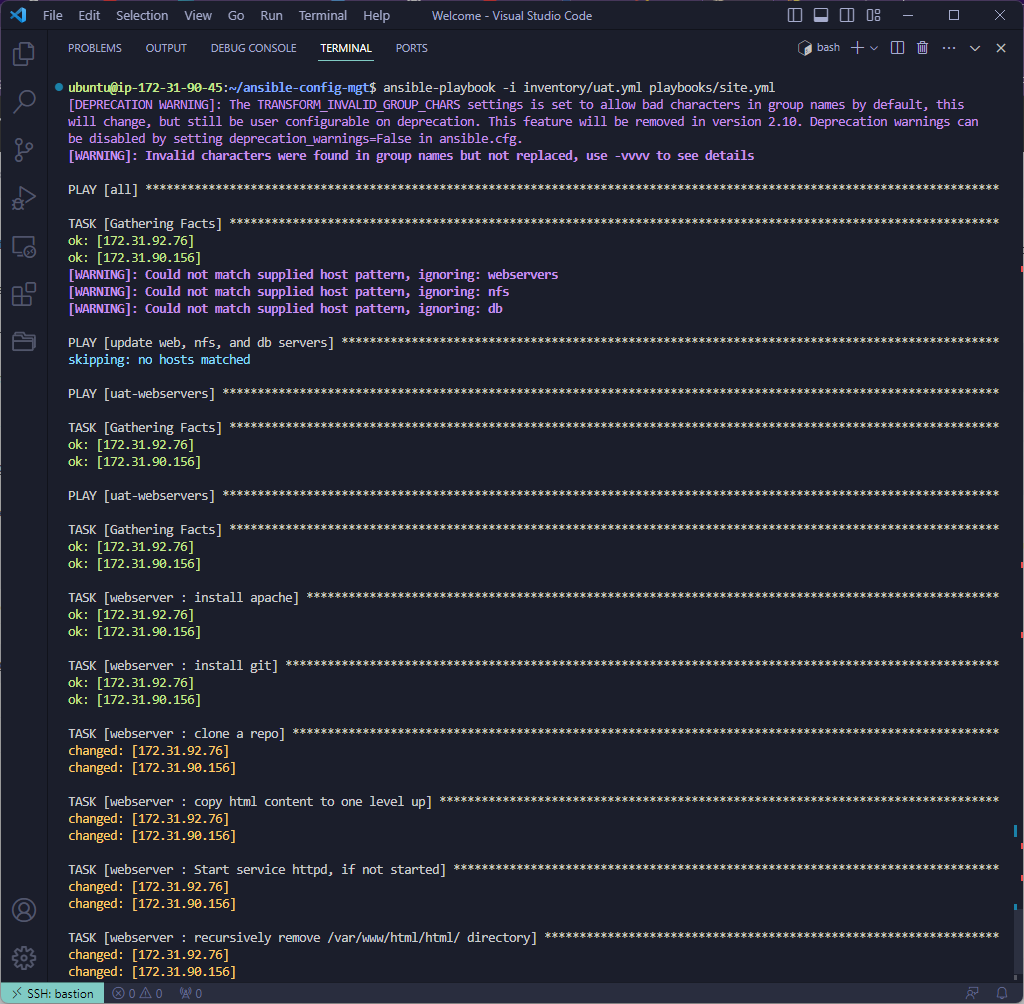 File Edit Selection View Go Run Terminal Help Welcome - Visual Studio Code
PROBLEMS OUTPUT DEBUG CONSOLE TERMINAL PORTS bash
ubuntu@ip-172-31-90-45:~/ansible-config-mgt$ ansible-playbook -i inventory/uat.yml playbooks/site.yml
[DEPRECATION WARNING]: The TRANSFORM_INVALID_GROUP_CHARS settings is set to allow bad characters in group names by default, this
will change, but still be user configurable on deprecation. This feature will be removed in version 2.10. Deprecation warnings can
be disabled by setting deprecation_warnings=False in ansible.cfg.
[WARNING]: Invalid characters were found in group names but not replaced, use -vvvv to see details
PLAY [all] **************************************************************************************************************************
TASK [Gathering Facts] **************************************************************************************************************
ok: [172.31.92.76]
ok: [172.31.90.156]
[WARNING]: Could not match supplied host pattern, ignoring: webservers
[WARNING]: Could not match supplied host pattern, ignoring: nfs
[WARNING]: Could not match supplied host pattern, ignoring: db
PLAY [update web, nfs, and db servers] **********************************************************************************************
skipping: no hosts matched
PLAY [uat-webservers] ***************************************************************************************************************
TASK [Gathering Facts] **************************************************************************************************************
ok: [172.31.92.76]
ok: [172.31.90.156]
PLAY [uat-webservers] ***************************************************************************************************************
TASK [Gathering Facts] **************************************************************************************************************
ok: [172.31.92.76]
ok: [172.31.90.156]
TASK [webserver : install apache] ***************************************************************************************************
ok: [172.31.92.76]
ok: [172.31.90.156]
TASK [webserver : install git] ******************************************************************************************************
ok: [172.31.92.76]
ok: [172.31.90.156]
TASK [webserver : clone a repo] *****************************************************************************************************
changed: [172.31.92.76]
changed: [172.31.90.156]
TASK [webserver : copy html content to one level up] ********************************************************************************
changed: [172.31.92.76]
changed: [172.31.90.156]
TASK [webserver : Start service httpd, if not started] ******************************************************************************
changed: [172.31.92.76]
changed: [172.31.90.156]
TASK [webserver : recursively remove /var/www/html/html/ directory] *****************************************************************
changed: [172.31.92.76]
changed: [172.31.90.156]
SSH: bastion 0 0 0